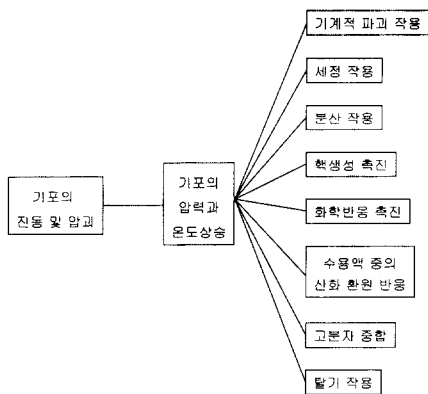 기포의
진동 및 압괴
기포의
압력과
온도상승
기계적 파괴 작용
세정 작용
분산 작용
핵생성 촉진
화학반응 촉진
수용액 중의
산화 환원 반응
고분자 중합
탈기 작용